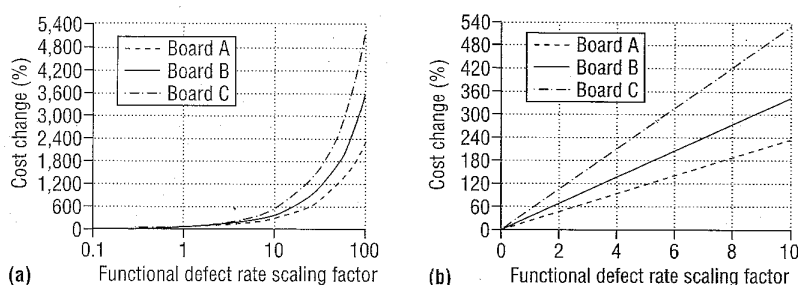 5,400
4,800
4,200
3,600
3,000
2,400
1,800
1,200
600
0
Cost change (%)
Board A
Board B
Board C
0.1 1 10 100
(a) Functional defect rate scaling factor
540
480
420
360
300
240
180
120
60
0
Cost change (%)
Board A
Board B
Board C
0 2 4 6 8 10
(b) Functional defect rate scaling factor